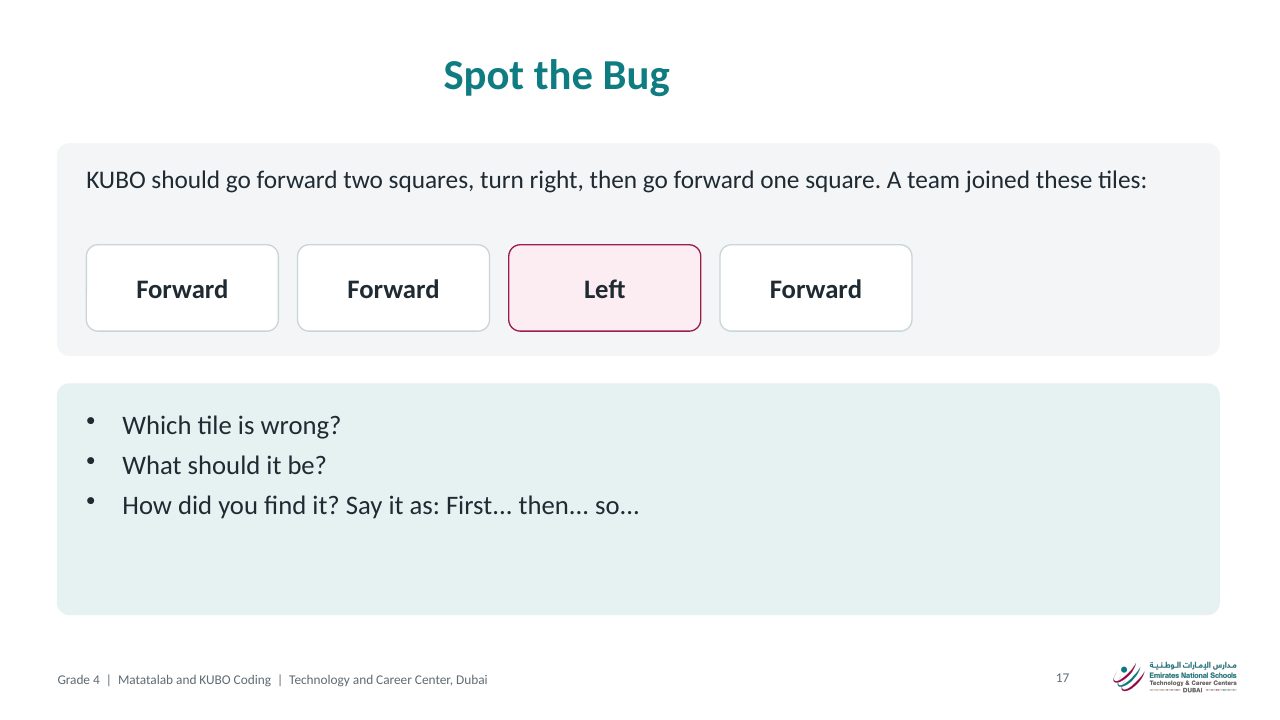 Spot the Bug
KUBO should go forward two squares, turn right, then go forward one square. A team joined these tiles:
Forward
Forward
Left
Forward
• Which tile is wrong?
• What should it be?
• How did you find it? Say it as: First... then... so...
Grade 4 | Matatalab and KUBO Coding | Technology and Career Center, Dubai
17
مدارس الإمارات الوطنية
Emirates National Schools
Technology & Career Centers
DUBAI